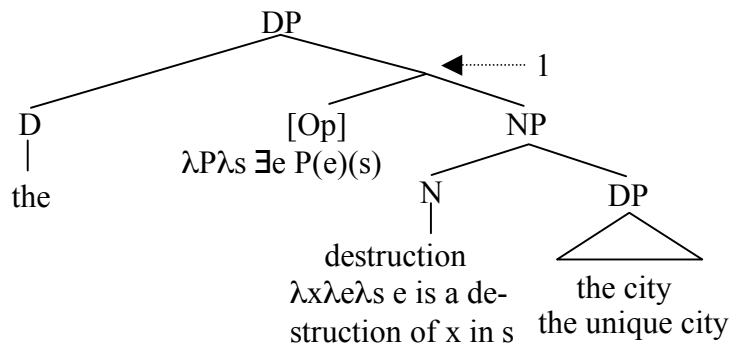 DP
1
D
[Op]
NP
λPλs ∃e P(e)(s)
the
N
DP
destruction
λxλeλs e is a de-
struction of x in s
the city
the unique city